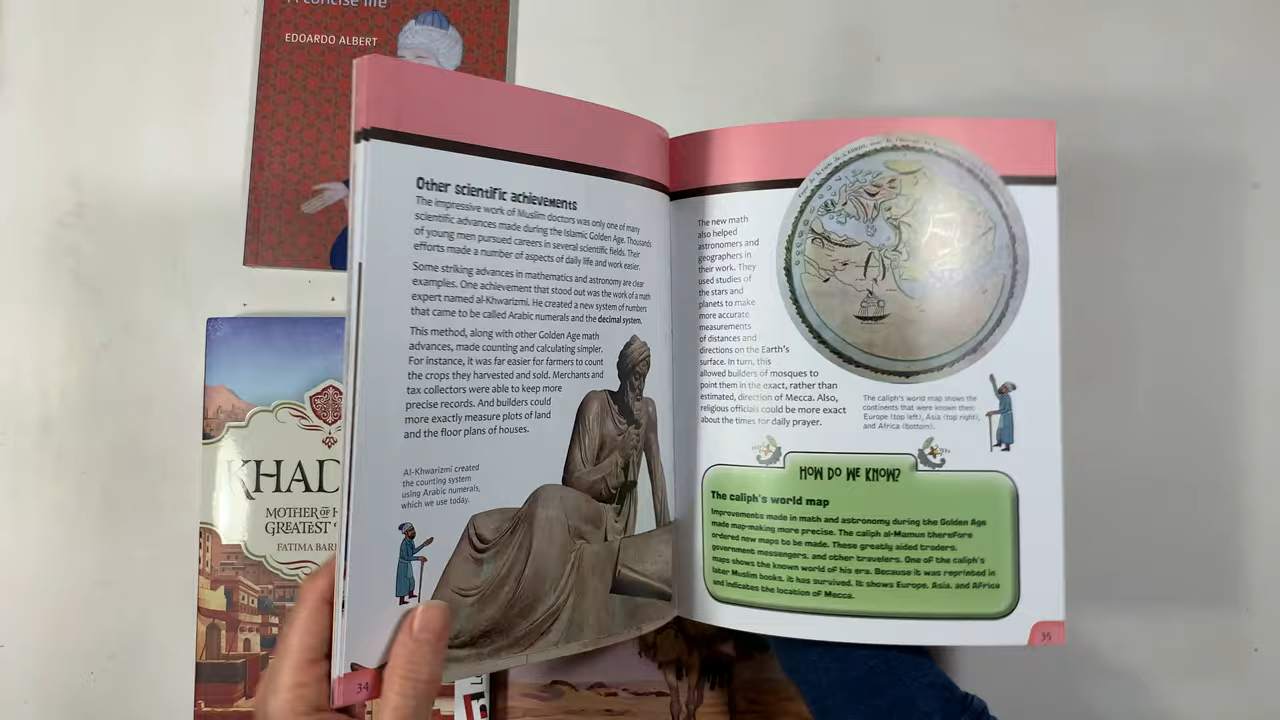 A concise life
EDOARDO ALBERT
KHAD
MOTHER OF
GREATEST
FATIMA BAR
Other scientific achievements
The impressive work of Muslim doctors was only one of many
scientific advances made during the Islamic Golden Age. Thousands
of young men pursued careers in several scientific fields. Their
efforts made a number of aspects of daily life and work easier.
Some striking advances in mathematics and astronomy are clear
examples. One achievement that stood out was the work of a math
expert named al-Khwarizmi. He created a new system of numbers
that came to be called Arabic numerals and the decimal system.
This method, along with other Golden Age math
advances, made counting and calculating simpler.
For instance, it was far easier for farmers to count
the crops they harvested and sold. Merchants and
tax collectors were able to keep more
precise records. And builders could
more exactly measure plots of land
and the floor plans of houses.
Al-Khwarizmi created
the counting system
using Arabic numerals,
which we use today.
34
The new math
also helped
astronomers and
geographers in
their work. They
used studies of
the stars and
planets to make
more accurate
measurements
of distances and
directions on the Earth's
surface. In turn, this
allowed builders of mosques to
point them in the exact, rather than
estimated, direction of Mecca. Also,
religious officials could be more exact
about the times for daily prayer.
The caliph's world map shows the
continents that were known then:
Europe (top left), Asia (top right),
and Africa (bottom).
HOW DO WE KNOW?
The caliph's world map
Improvements made in math and astronomy during the Golden Age
made map-making more precise. The caliph al-Mamun therefore
ordered new maps to be made. These greatly aided traders,
government messengers, and other travelers. One of the caliph's
maps shows the known world of his era. Because it was reprinted in
later Muslim books, it has survived. It shows Europe, Asia, and Africa
and indicates the location of Mecca.
35